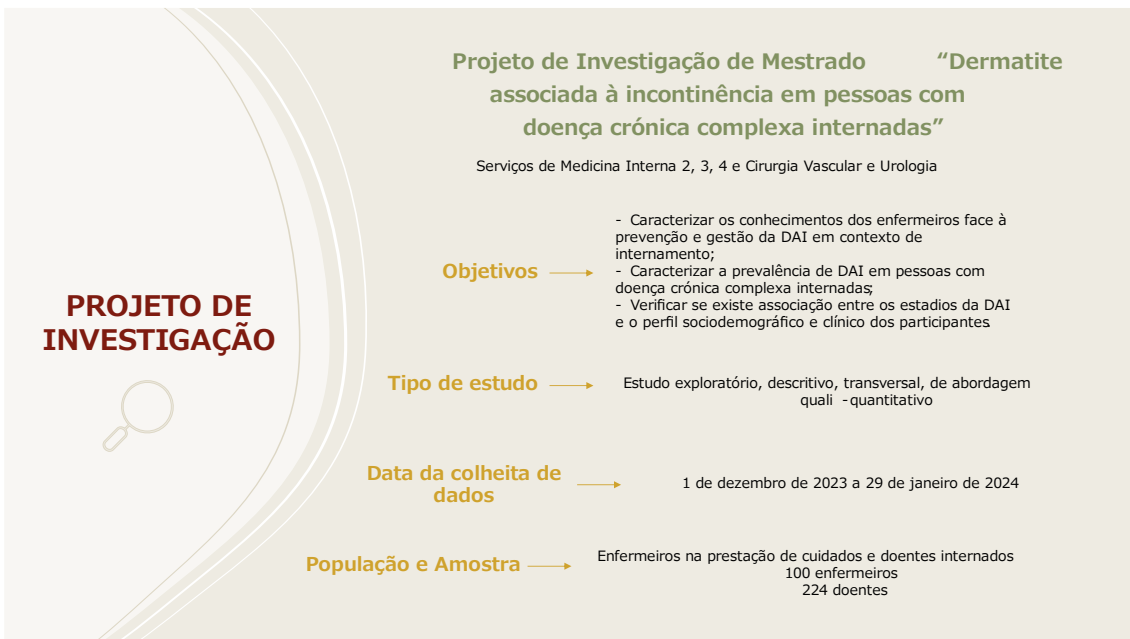 Projeto de Investigação de Mestrado “Dermatite
associada à incontinência em pessoas com
doença crónica complexa internadas”
Serviços de Medicina Interna 2, 3, 4 e Cirurgia Vascular e Urologia
PROJETO DE
INVESTIGAÇÃO
Objetivos
- Caracterizar os conhecimentos dos enfermeiros face à
prevenção e gestão da DAI em contexto de
internamento;
- Caracterizar a prevalência de DAI em pessoas com
doença crónica complexa internadas;
- Verificar se existe associação entre os estadios da DAI
e o perfil sociodemográfico e clínico dos participantes.
Tipo de estudo
Estudo exploratório, descritivo, transversal, de abordagem
quali -quantitativo
Data da colheita de
dados
1 de dezembro de 2023 a 29 de janeiro de 2024
População e Amostra
Enfermeiros na prestação de cuidados e doentes internados
100 enfermeiros
224 doentes